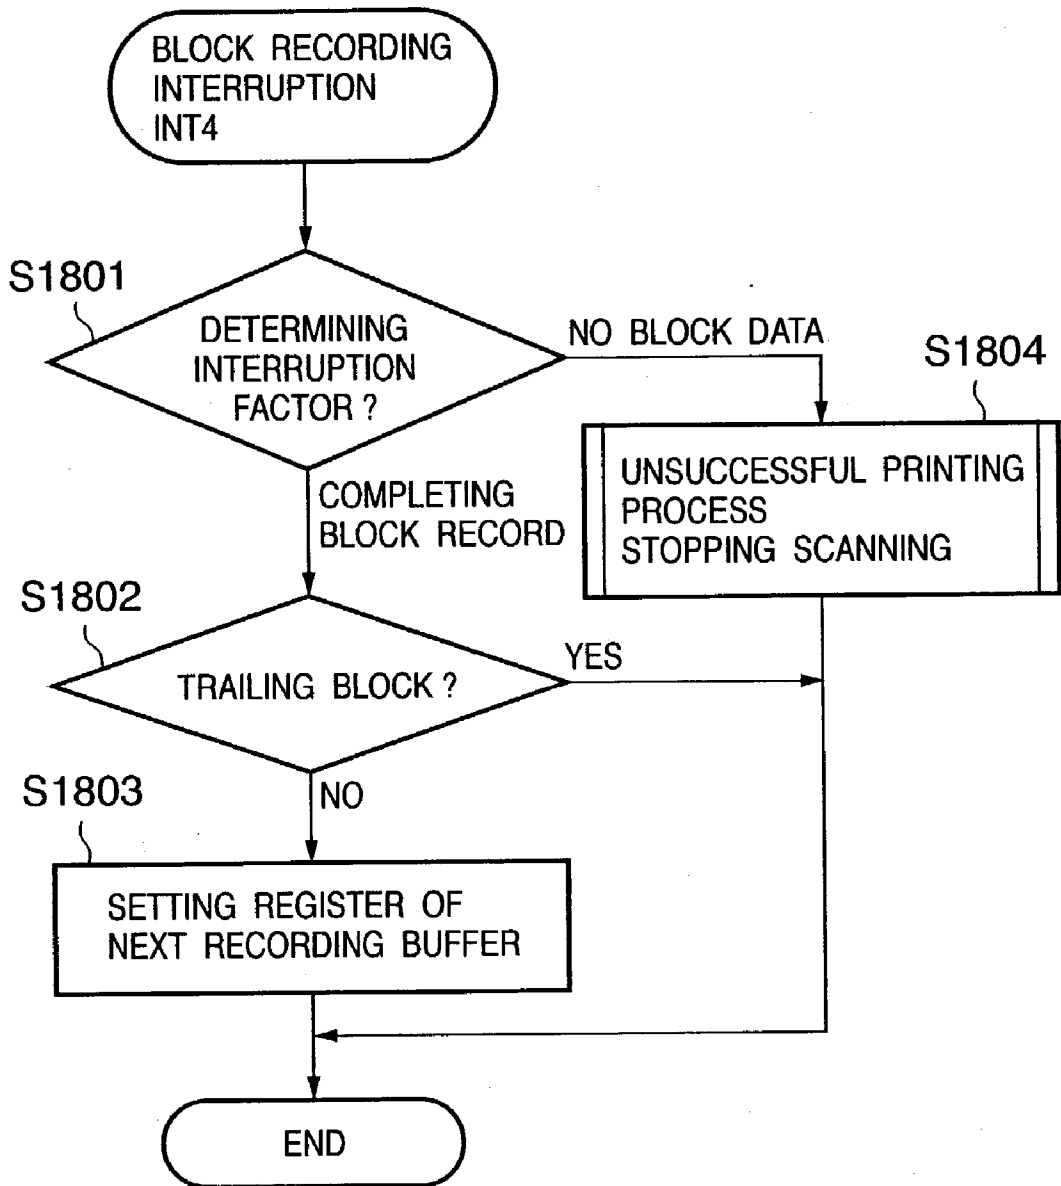 BLOCK RECORDING
INTERRUPTION
INT4
S1801
DETERMINING
INTERRUPTION
FACTOR ?
NO BLOCK DATA
S1804
UNSUCCESSFUL PRINTING
PROCESS
STOPPING SCANNING
COMPLETING
BLOCK RECORD
S1802
TRAILING BLOCK ?
YES
NO
S1803
SETTING REGISTER OF
NEXT RECORDING BUFFER
END